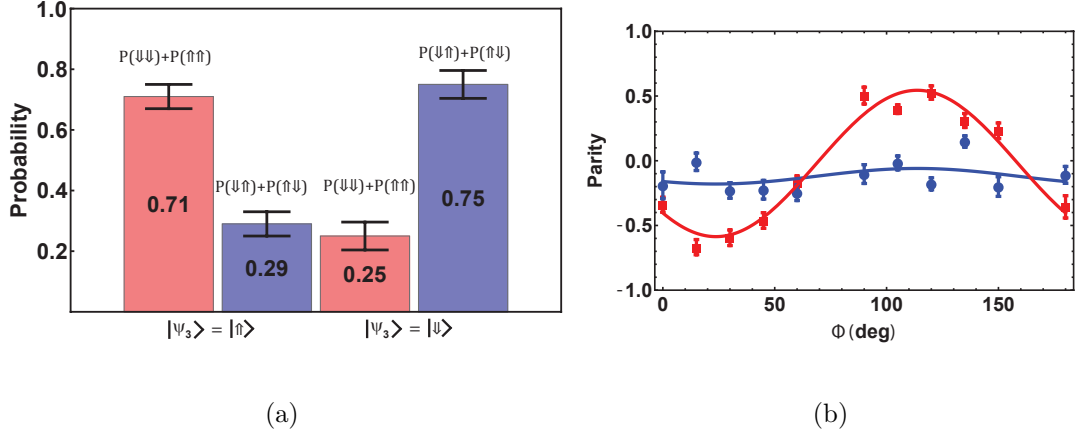 1.0
0.8
0.6
0.4
0.2
Probability
P(⇓⇓)+P(⇑⇑)
0.71
P(⇓⇑)+P(⇑⇓)
0.29
P(⇓⇓)+P(⇑⇑)
0.25
P(⇓⇑)+P(⇑⇓)
0.75
|ψ₃⟩ = |⇑⟩
|ψ₃⟩ = |⇓⟩
(a)
1.0
0.5
0.0
-0.5
-1.0
Parity
0 50 100 150
Φ(deg)
(b)